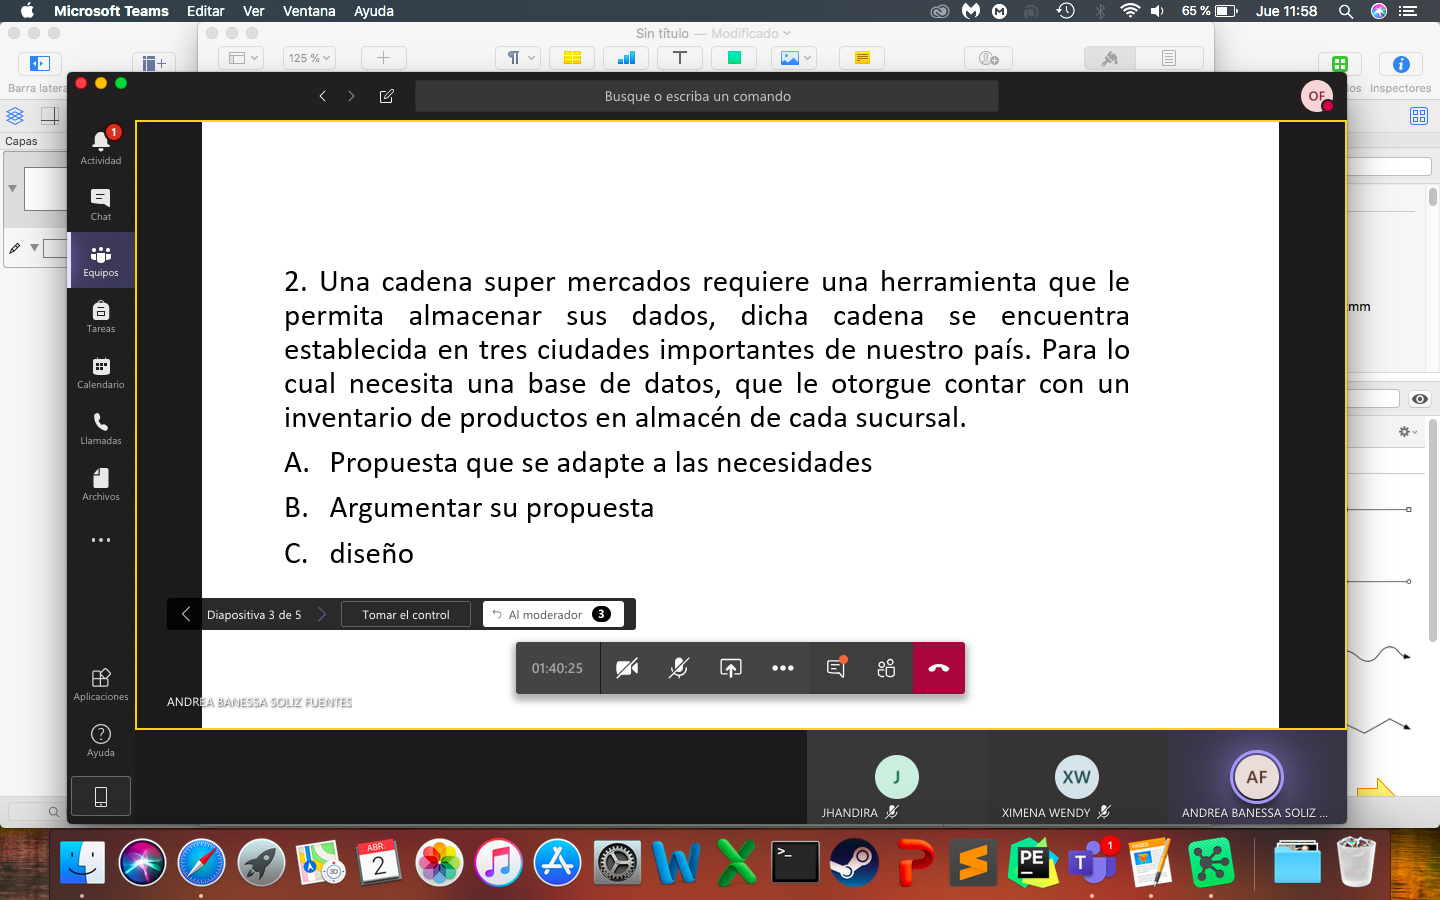 Microsoft Teams Editar Ver Ventana Ayuda 65 % Jue 11:58
Sin título — Modificado
125 %
Barra latera
Inspectores
Capas
mm
Busque o escriba un comando
OF
1
Actividad
Chat
Equipos
Tareas
Calendario
Llamadas
Archivos
Aplicaciones
Ayuda
2. Una cadena super mercados requiere una herramienta que le
permita almacenar sus dados, dicha cadena se encuentra
establecida en tres ciudades importantes de nuestro país. Para lo
cual necesita una base de datos, que le otorgue contar con un
inventario de productos en almacén de cada sucursal.
A. Propuesta que se adapte a las necesidades
B. Argumentar su propuesta
C. diseño
Diapositiva 3 de 5 Tomar el control Al moderador 3
01:40:25
ANDREA BANESSA SOLIZ FUENTES
J XW AF
JHANDIRA XIMENA WENDY ANDREA BANESSA SOLIZ ...
ABR.
2
3D
>_
PE
T
1
PAGES